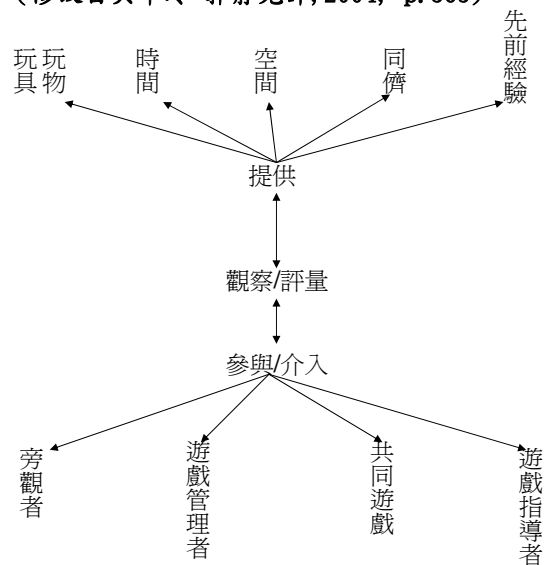 2004, p.
玩具 玩物
時間
空間
同儕
先前經驗
提供
觀察/評量
參與/介入
旁觀者
遊戲管理者
共同遊戲
遊戲指導者